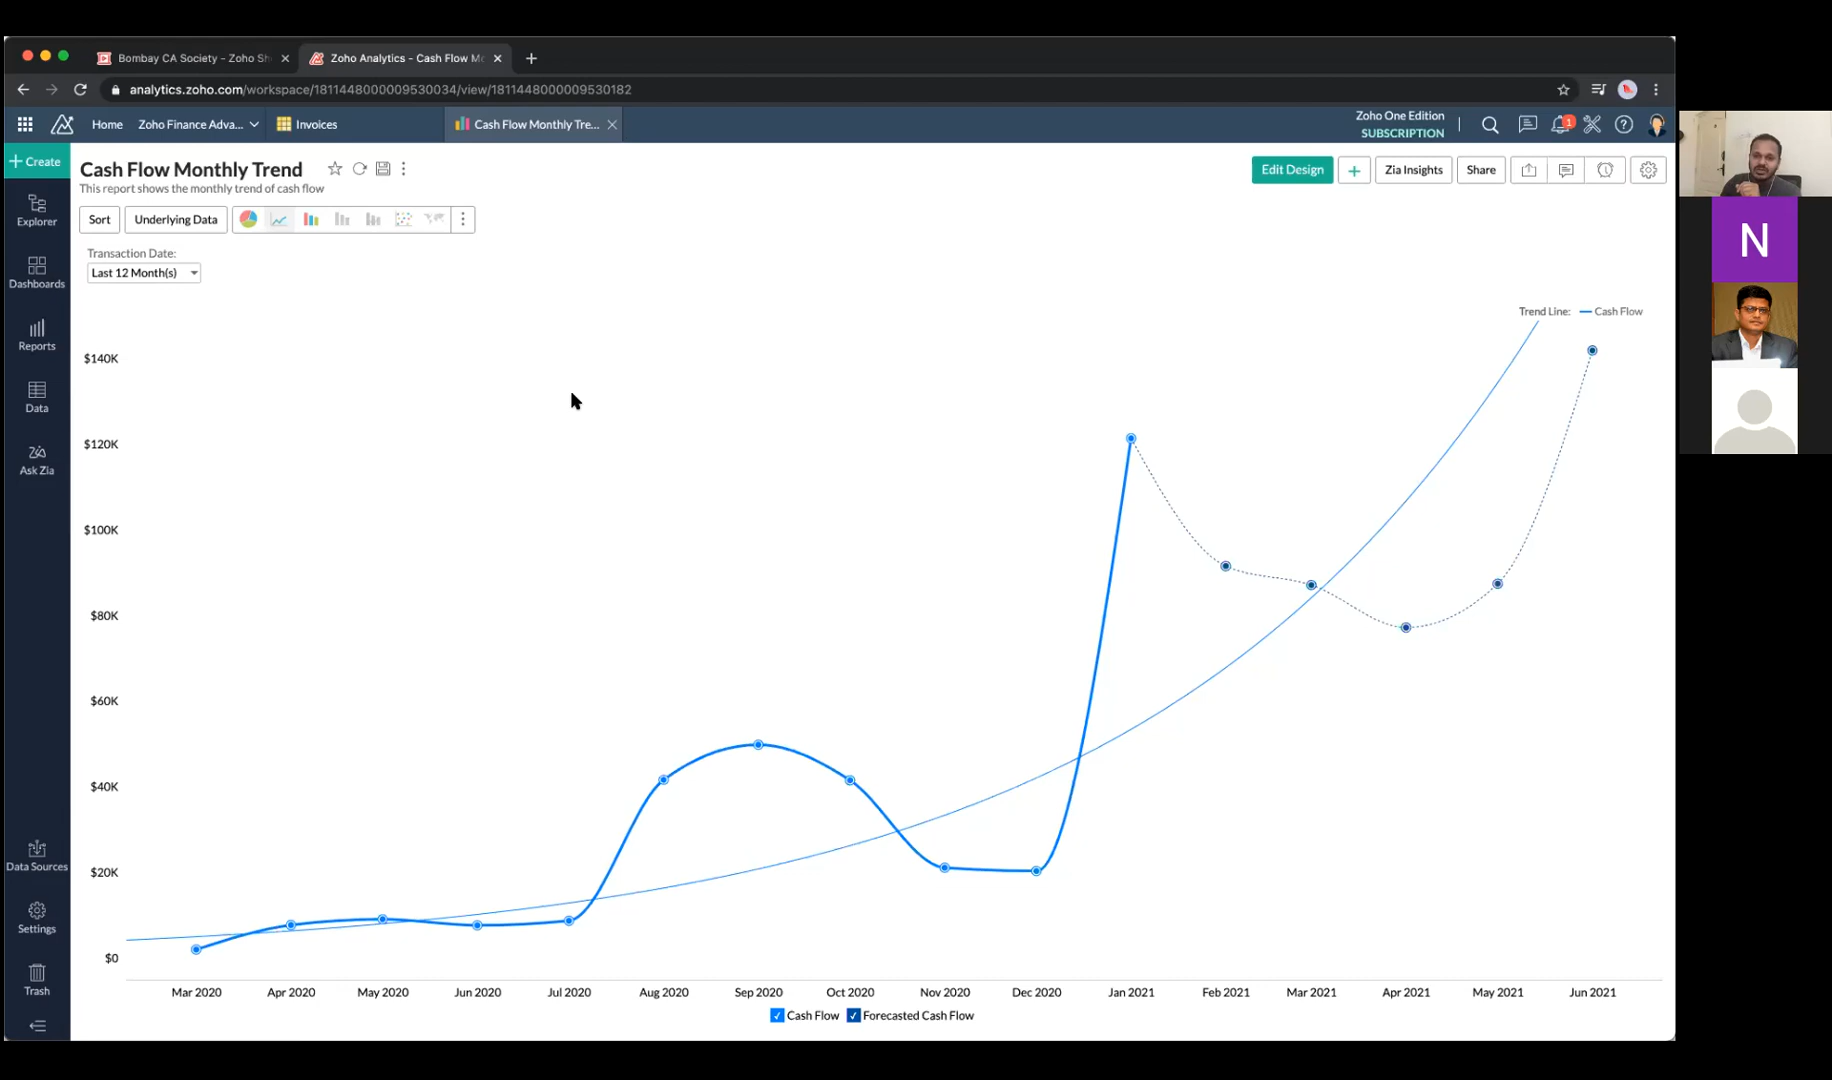 Bombay CA Society - Zoho Sh
Zoho Analytics - Cash Flow Mo
analytics.zoho.com/workspace/1811448000009530034/view/1811448000009530182
Home
Zoho Finance Adva...
Invoices
Cash Flow Monthly Tre...
Zoho One Edition
SUBSCRIPTION
1
+ Create
Explorer
Dashboards
Reports
Data
Ask Zia
Data Sources
Settings
Trash
Cash Flow Monthly Trend
This report shows the monthly trend of cash flow
Edit Design
Zia Insights
Share
Sort
Underlying Data
Transaction Date:
Last 12 Month(s)
Trend Line: Cash Flow
$140K
$120K
$100K
$80K
$60K
$40K
$20K
$0
Mar 2020 Apr 2020 May 2020 Jun 2020 Jul 2020 Aug 2020 Sep 2020 Oct 2020 Nov 2020 Dec 2020 Jan 2021 Feb 2021 Mar 2021 Apr 2021 May 2021 Jun 2021
Cash Flow Forecasted Cash Flow
N